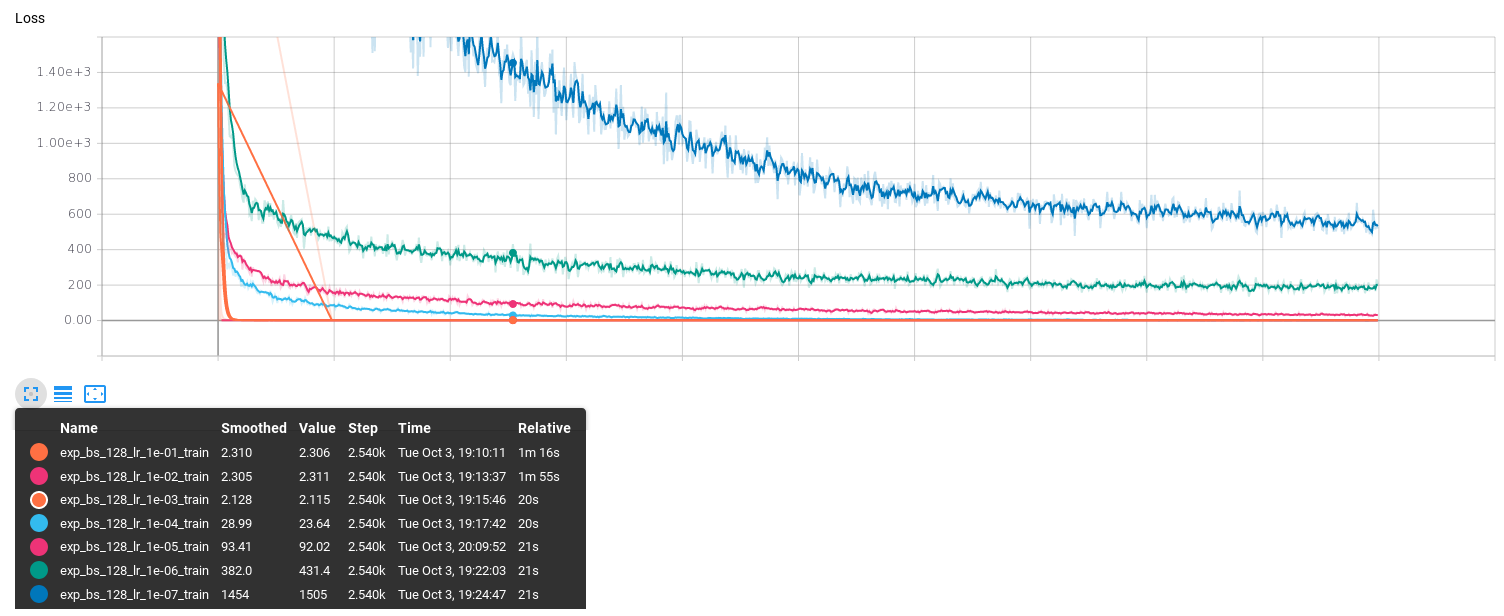 Loss
1.40e+3
1.20e+3
1.00e+3
800
600
400
200
0.00
Name Smoothed Value Step Time Relative
exp_bs_128_lr_1e-01_train 2.310 2.306 2.540k Tue Oct 3, 19:10:11 1m 16s
exp_bs_128_lr_1e-02_train 2.305 2.311 2.540k Tue Oct 3, 19:13:37 1m 55s
exp_bs_128_lr_1e-03_train 2.128 2.115 2.540k Tue Oct 3, 19:15:46 20s
exp_bs_128_lr_1e-04_train 28.99 23.64 2.540k Tue Oct 3, 19:17:42 20s
exp_bs_128_lr_1e-05_train 93.41 92.02 2.540k Tue Oct 3, 20:09:52 21s
exp_bs_128_lr_1e-06_train 382.0 431.4 2.540k Tue Oct 3, 19:22:03 21s
exp_bs_128_lr_1e-07_train 1454 1505 2.540k Tue Oct 3, 19:24:47 21s